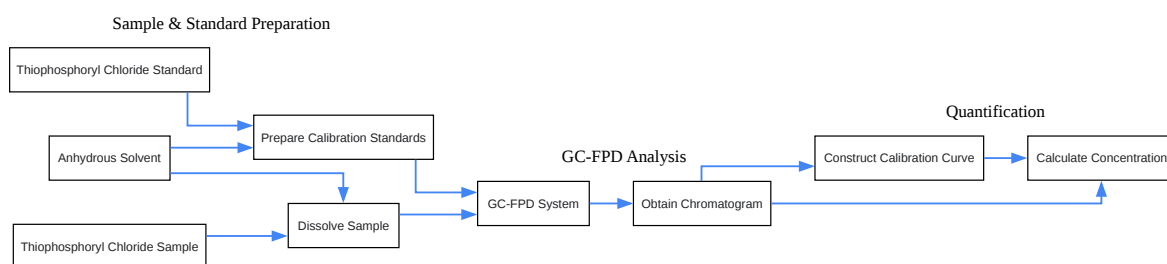 Sample & Standard Preparation
Thiophosphoryl Chloride Standard
Prepare Calibration Standards
Anhydrous Solvent
Dissolve Sample
Thiophosphoryl Chloride Sample
GC-FPD Analysis
GC-FPD System
Obtain Chromatogram
Quantification
Construct Calibration Curve
Calculate Concentration